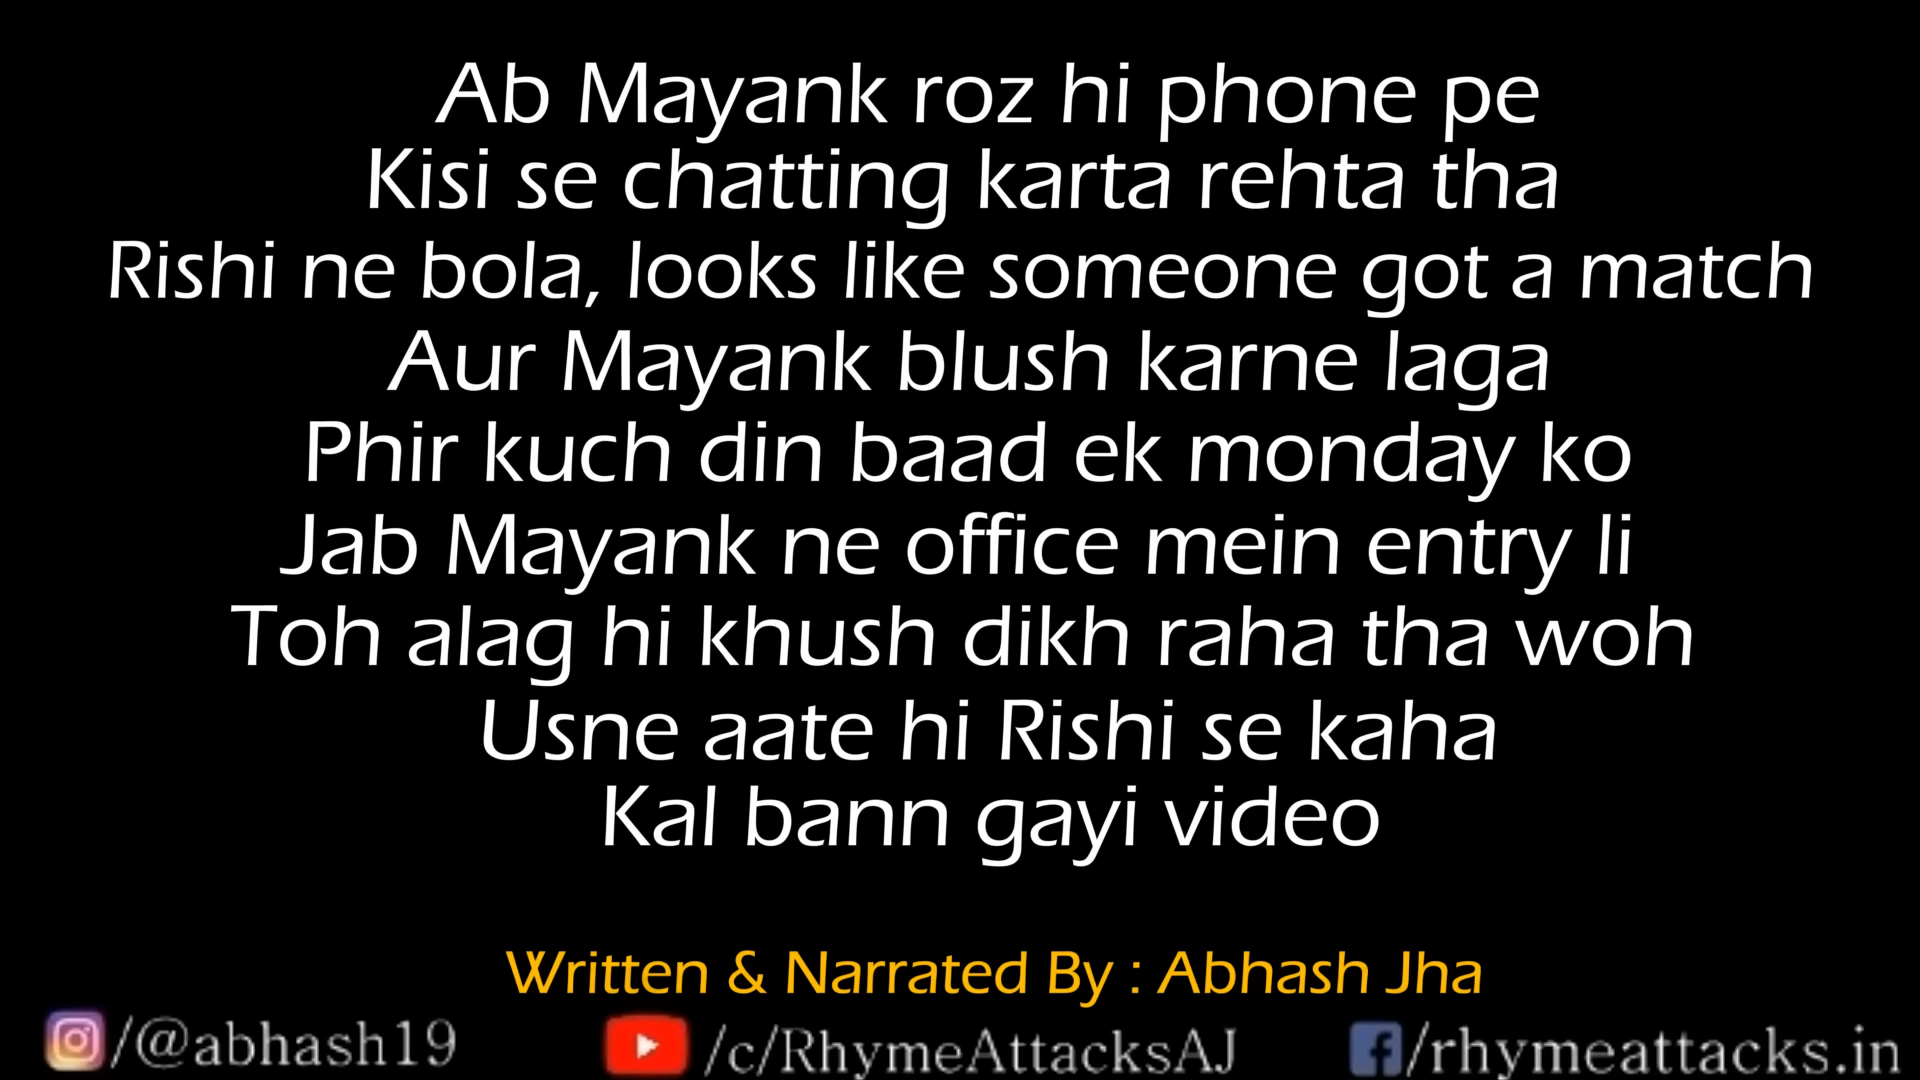 Ab Mayank roz hi phone pe
Kisi se chatting karta rehta tha
Rishi ne bola, looks like someone got a match
Aur Mayank blush karne laga
Phir kuch din baad ek monday ko
Jab Mayank ne office mein entry li
Toh alag hi khush dikh raha tha woh
Usne aate hi Rishi se kaha
Kal bann gayi video
Written & Narrated By : Abhash Jha
/@abhash19 /c/RhymeAttacksAJ /rhymeattacks.in